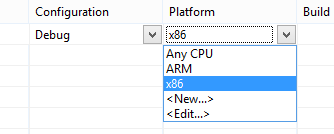 Configuration Platform Build
Debug x86
Any CPU
ARM
x86
<New...>
<Edit...>